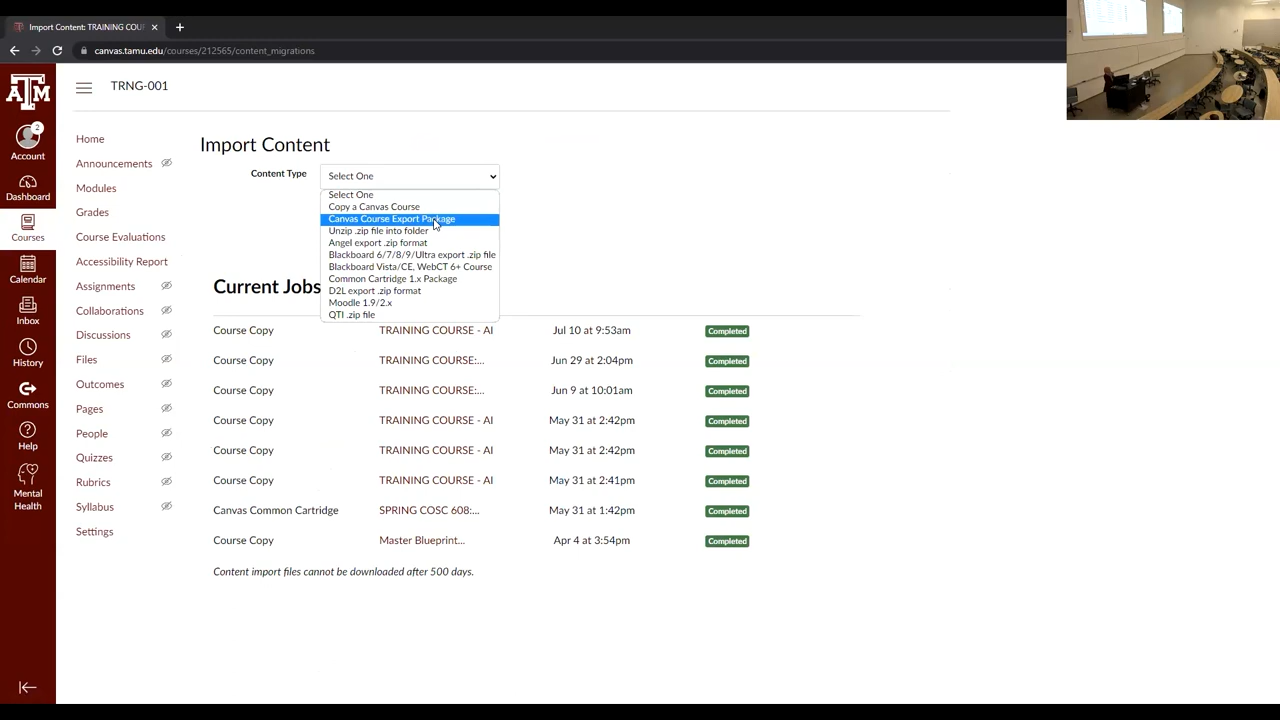 Import Content: TRAINING COU
canvas.tamu.edu/courses/212565/content_migrations
TRNG-001
ATM
2
Account
Dashboard
Courses
Calendar
Inbox
History
Commons
Help
Mental
Health
Home
Announcements
Modules
Grades
Course Evaluations
Accessibility Report
Assignments
Collaborations
Discussions
Files
Outcomes
Pages
People
Quizzes
Rubrics
Syllabus
Settings
Import Content
Content Type
Select One
Select One
Copy a Canvas Course
Canvas Course Export Package
Unzip .zip file into folder
Angel export .zip format
Blackboard 6/7/8/9/Ultra export .zip file
Blackboard Vista/CE, WebCT 6+ Course
Common Cartridge 1.x Package
D2L export .zip format
Moodle 1.9/2.x
QTI .zip file
Current Jobs
Course Copy TRAINING COURSE - AI Jul 10 at 9:53am Completed
Course Copy TRAINING COURSE:... Jun 29 at 2:04pm Completed
Course Copy TRAINING COURSE:... Jun 9 at 10:01am Completed
Course Copy TRAINING COURSE - AI May 31 at 2:42pm Completed
Course Copy TRAINING COURSE - AI May 31 at 2:42pm Completed
Course Copy TRAINING COURSE - AI May 31 at 2:41pm Completed
Canvas Common Cartridge SPRING COSC 608:... May 31 at 1:42pm Completed
Course Copy Master Blueprint... Apr 4 at 3:54pm Completed
Content import files cannot be downloaded after 500 days.